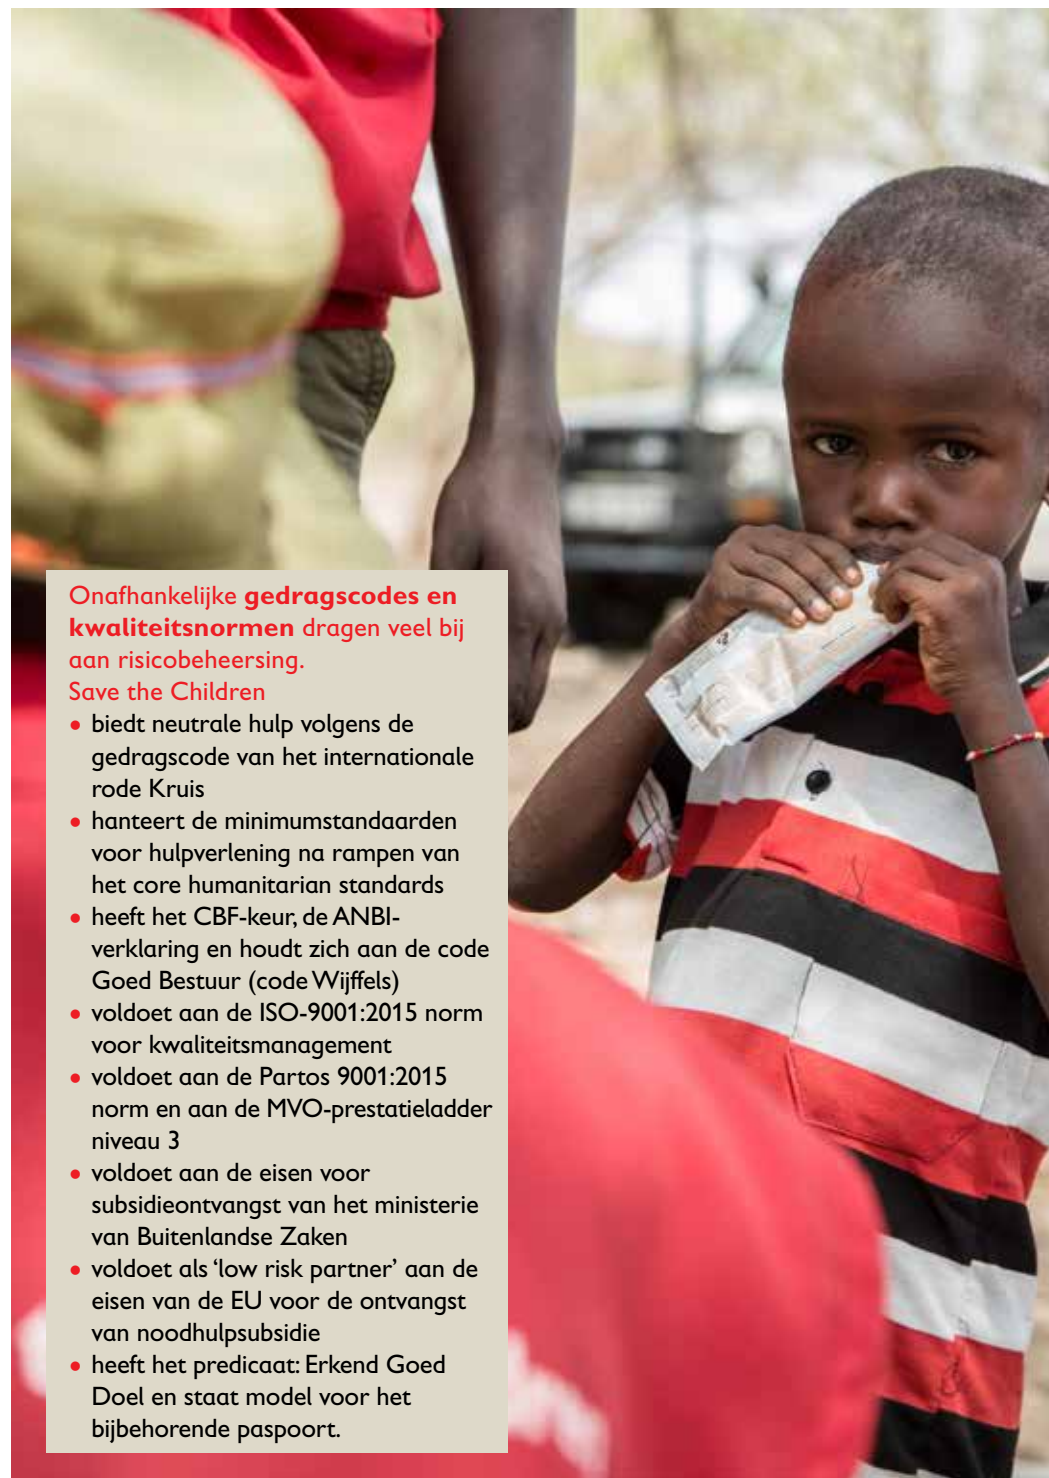 Onafhankelijke gedragscodes en
kwaliteitsnormen dragen veel bij
aan risicobeheersing.
Save the Children
• biedt neutrale hulp volgens de
gedragscode van het internationale
rode Kruis
• hanteert de minimumstandaarden
voor hulpverlening na rampen van
het core humanitarian standards
• heeft het CBF-keur, de ANBI-
verklaring en houdt zich aan de code
Goed Bestuur (code Wijffels)
• voldoet aan de ISO-9001:2015 norm
voor kwaliteitsmanagement
• voldoet aan de Partos 9001:2015
norm en aan de MVO-prestatieladder
niveau 3
• voldoet aan de eisen voor
subsidieontvangst van het ministerie
van Buitenlandse Zaken
• voldoet als ‘low risk partner’ aan de
eisen van de EU voor de ontvangst
van noodhulpsubsidie
• heeft het predicaat: Erkend Goed
Doel en staat model voor het
bijbehorende paspoort.